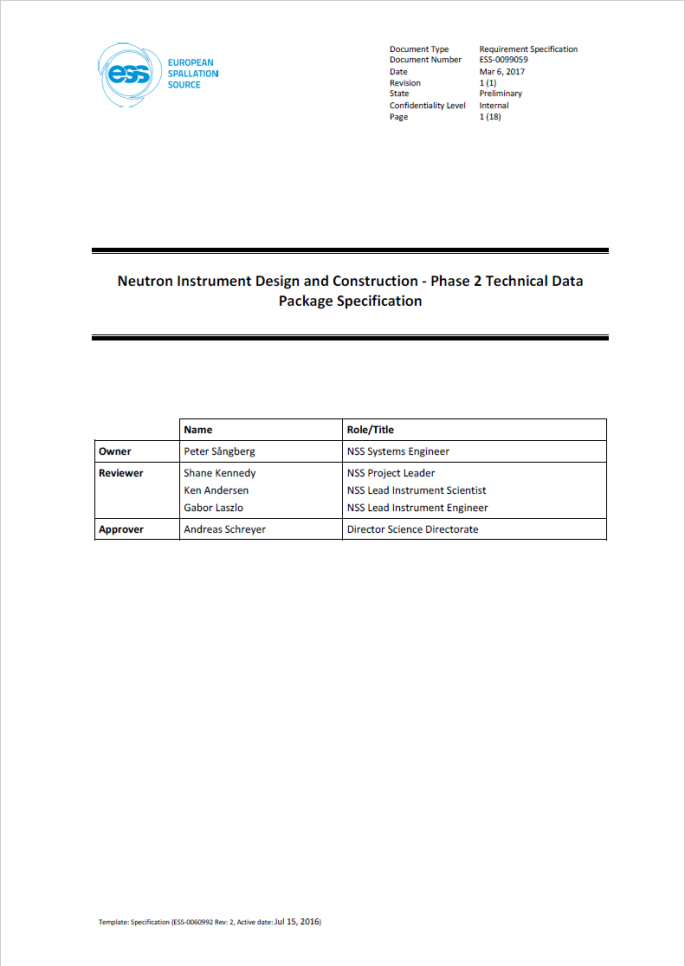 ess
EUROPEAN
SPALLATION
SOURCE
Document Type Requirement Specification
Document Number ESS-0099059
Date Mar 6, 2017
Revision 1 (1)
State Preliminary
Confidentiality Level Internal
Page 1 (18)
Neutron Instrument Design and Construction - Phase 2 Technical Data
Package Specification
Name Role/Title
Owner Peter Sångberg NSS Systems Engineer
Reviewer Shane Kennedy NSS Project Leader
Ken Andersen NSS Lead Instrument Scientist
Gabor Laszlo NSS Lead Instrument Engineer
Approver Andreas Schreyer Director Science Directorate
Template: Specification (ESS-0060992 Rev: 2, Active date: Jul 15, 2016)